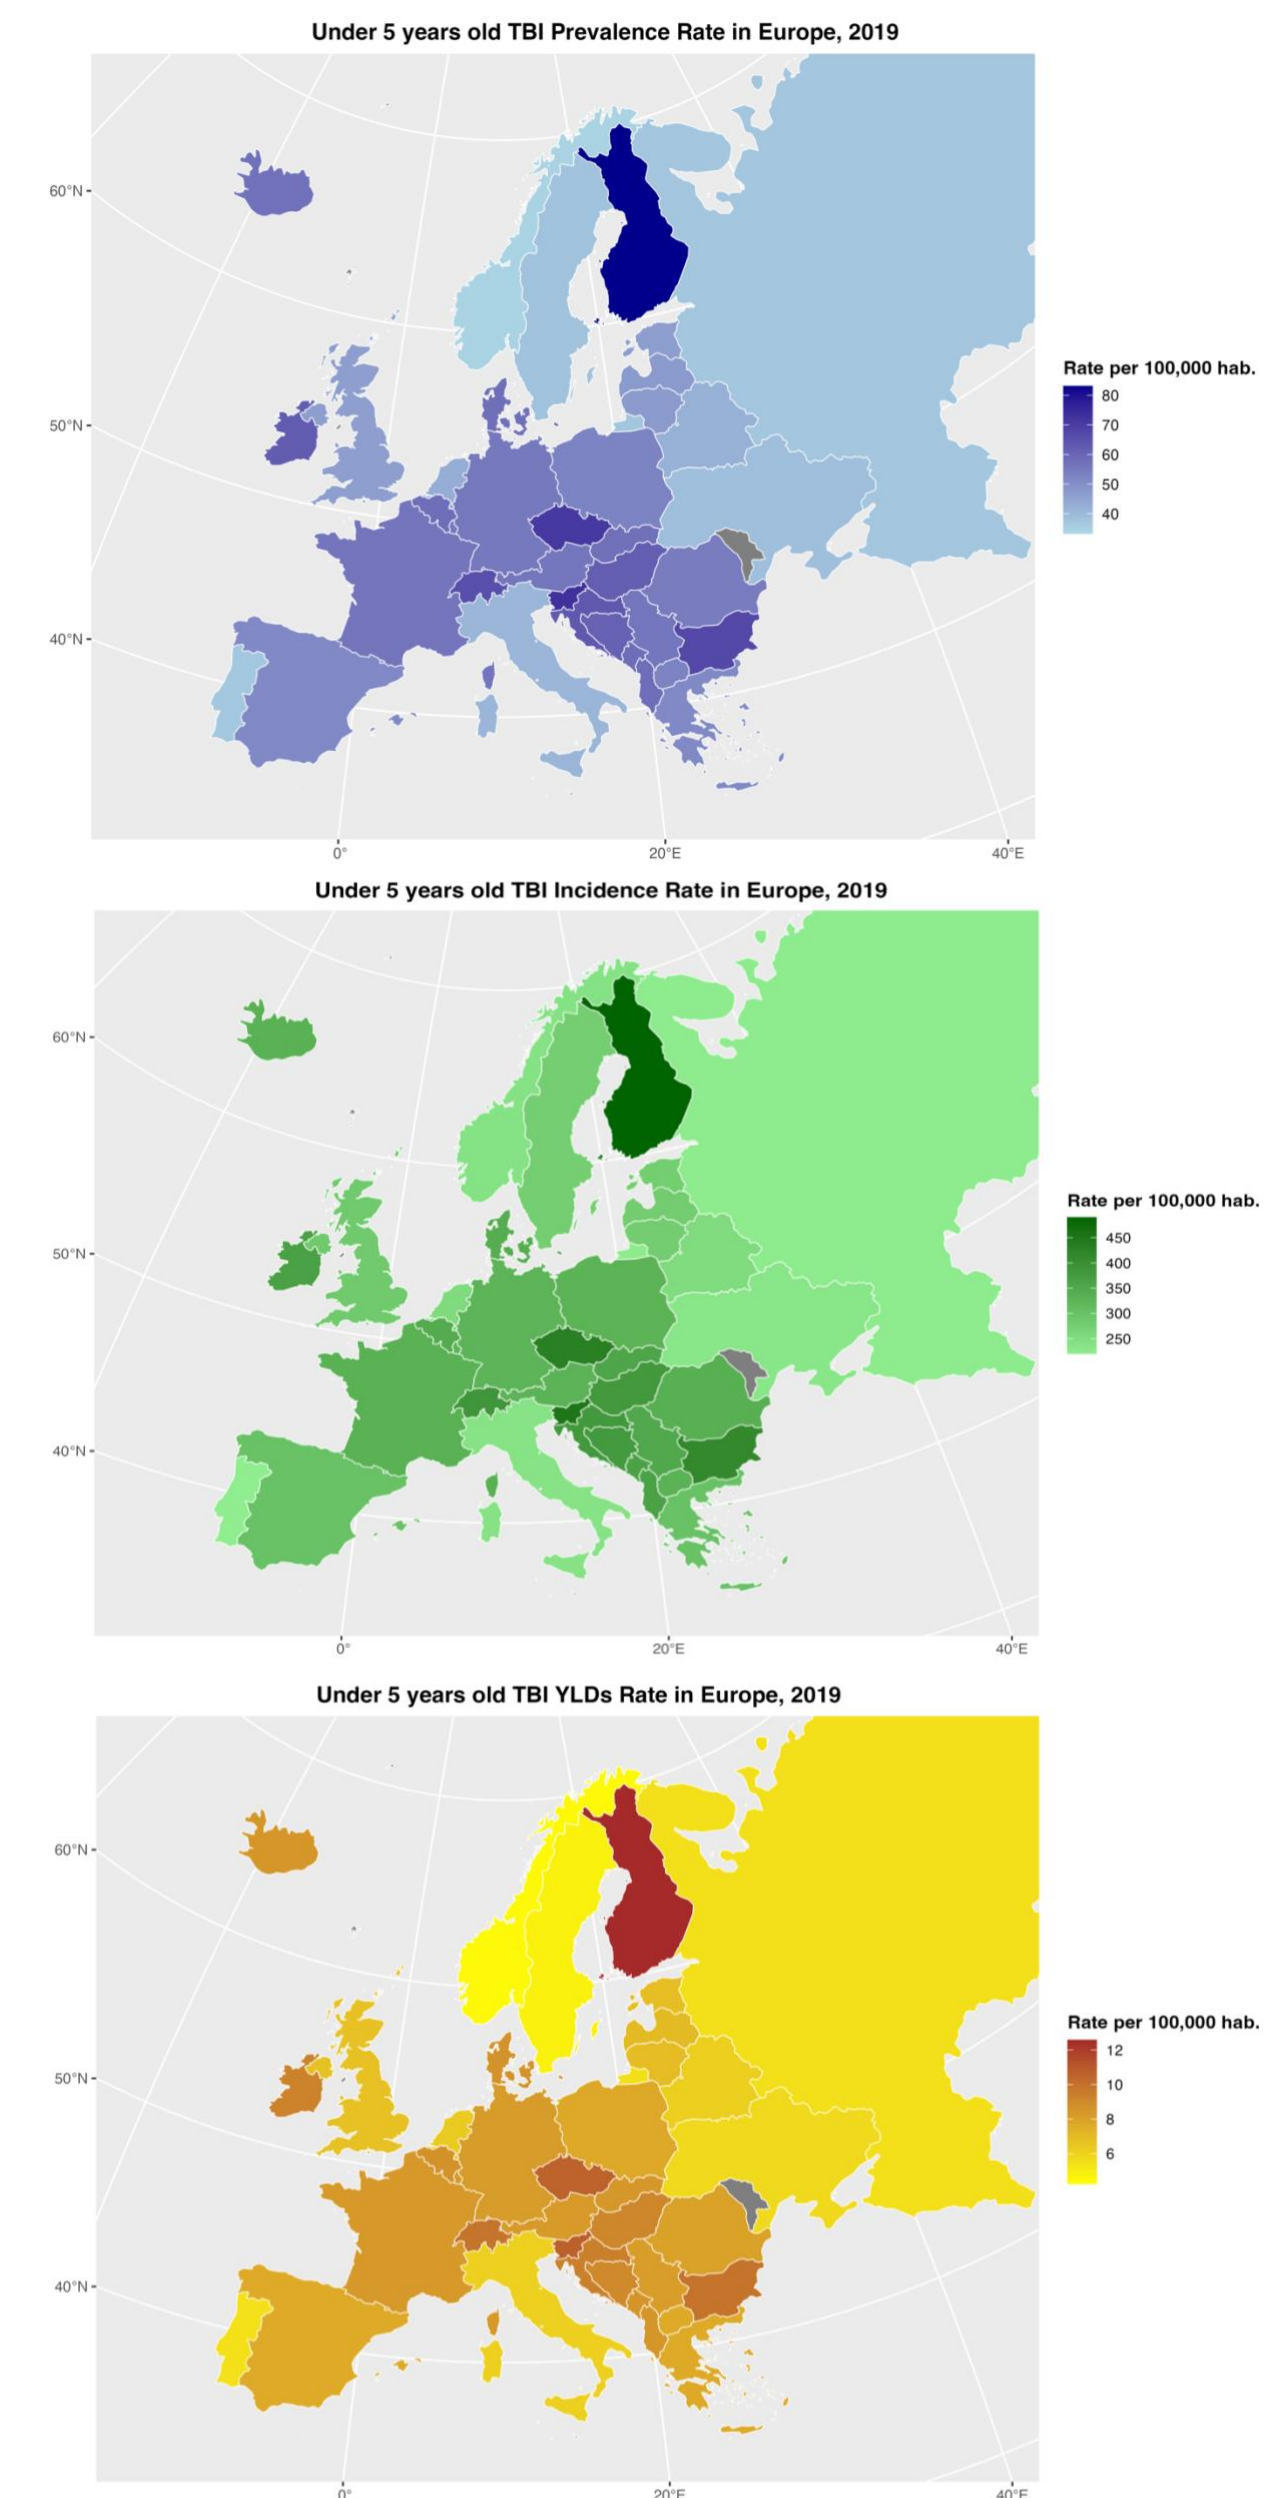 Under 5 years old TBI Prevalence Rate in Europe, 2019
60°N
50°N
40°N
0°
20°E
40°E
Rate per 100,000 hab.
80
70
60
50
40
Under 5 years old TBI Incidence Rate in Europe, 2019
60°N
50°N
40°N
0°
20°E
40°E
Rate per 100,000 hab.
450
400
350
300
250
Under 5 years old TBI YLDs Rate in Europe, 2019
60°N
50°N
40°N
0°
20°E
40°E
Rate per 100,000 hab.
12
10
8
6